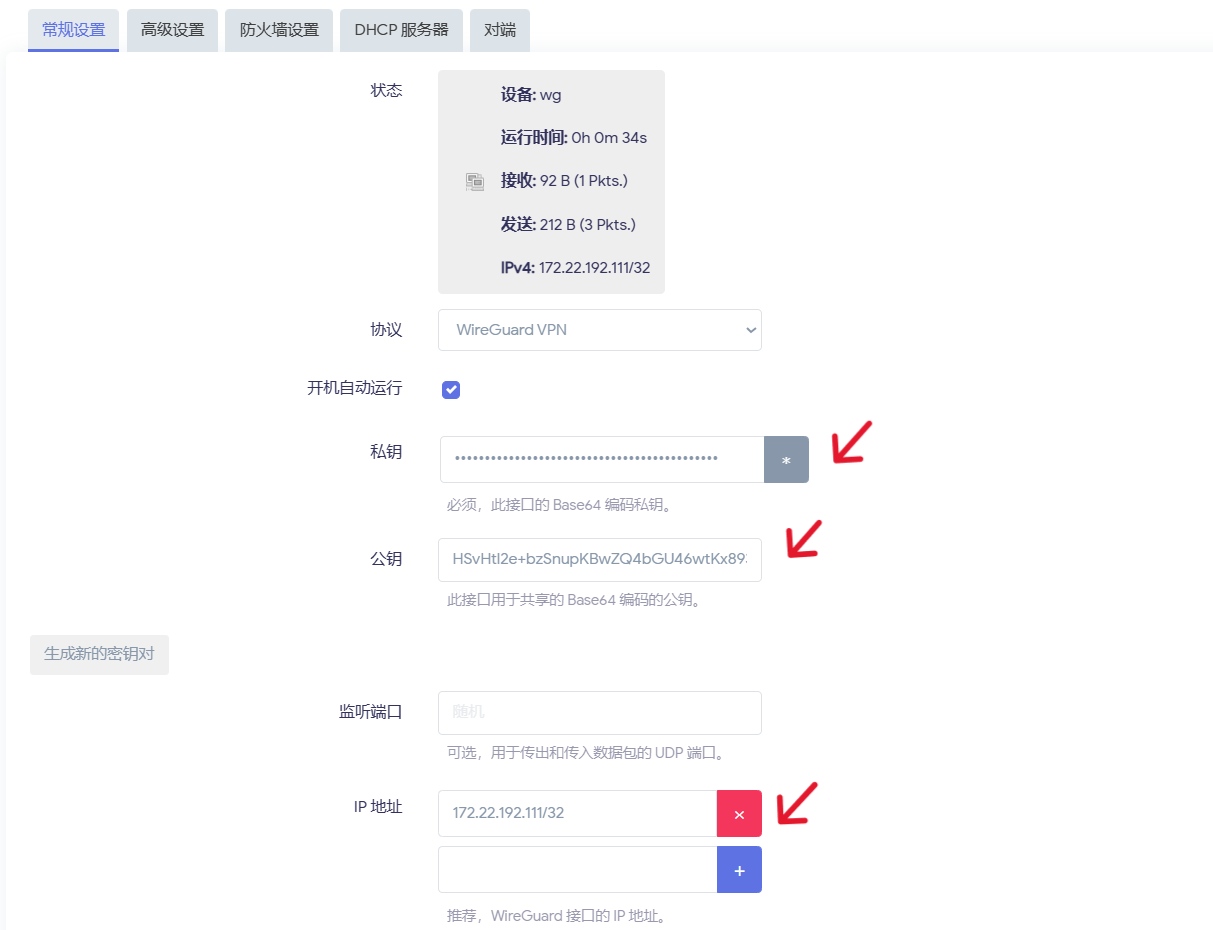 常规设置 高级设置 防火墙设置 DHCP 服务器 对端
状态
设备: wg
运行时间: 0h 0m 34s
接收: 92 B (1 Pkts.)
发送: 212 B (3 Pkts.)
IPv4: 172.22.192.111/32
协议 WireGuard VPN
开机自动运行
私钥 •••••••••••••••••••••••••••••••••••••••••••• *
必须，此接口的 Base64 编码私钥。
公钥 HSvHtI2e+bzSnupKBwZQ4bGU46wtKx89
此接口用于共享的 Base64 编码的公钥。
生成新的密钥对
监听端口 随机
可选，用于传出和传入数据包的 UDP 端口。
IP 地址 172.22.192.111/32 ×
+
推荐，WireGuard 接口的 IP 地址。